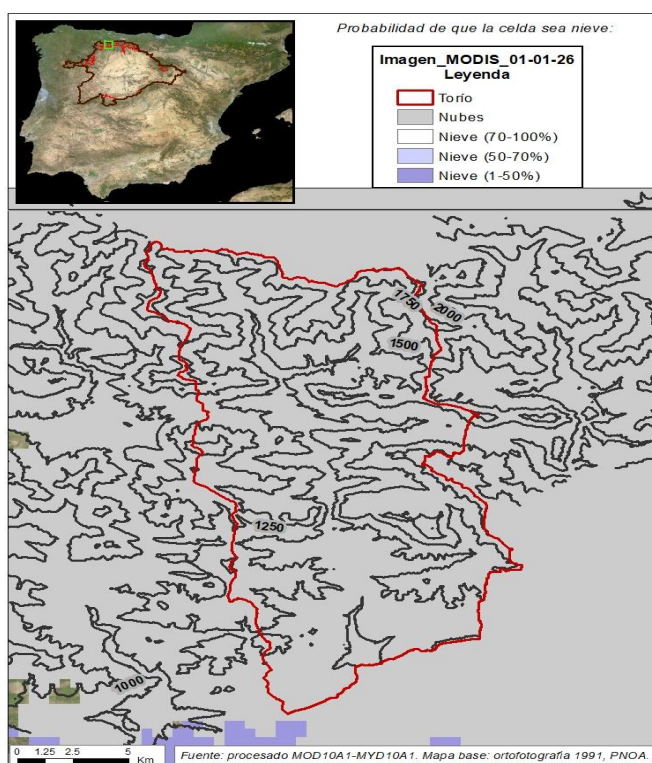 Probabilidad de que la celda sea nieve:
Imagen_MODIS_01-01-26
Leyenda
Torío
Nubes
Nieve (70-100%)
Nieve (50-70%)
Nieve (1-50%)
1750
2000
1500
1250
1000
0 1.25 2.5 5
Km
Fuente: procesado MOD10A1-MYD10A1. Mapa base: ortofotografia 1991, PNOA.